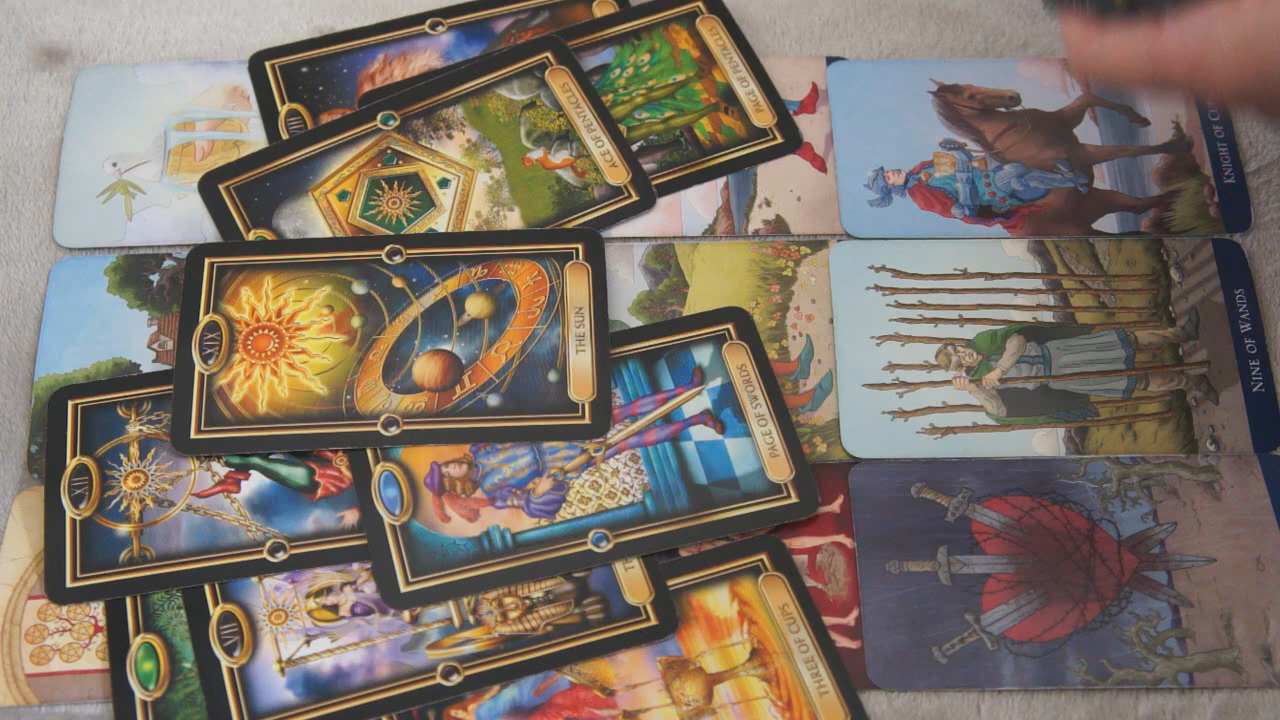 PAGE OF PENTACLES
ACE OF PENTACLES
KNIGHT OF CU
XIX
THE SUN
NINE OF WANDS
PAGE OF SWORDS
XII
VII
T
THREE OF CUPS